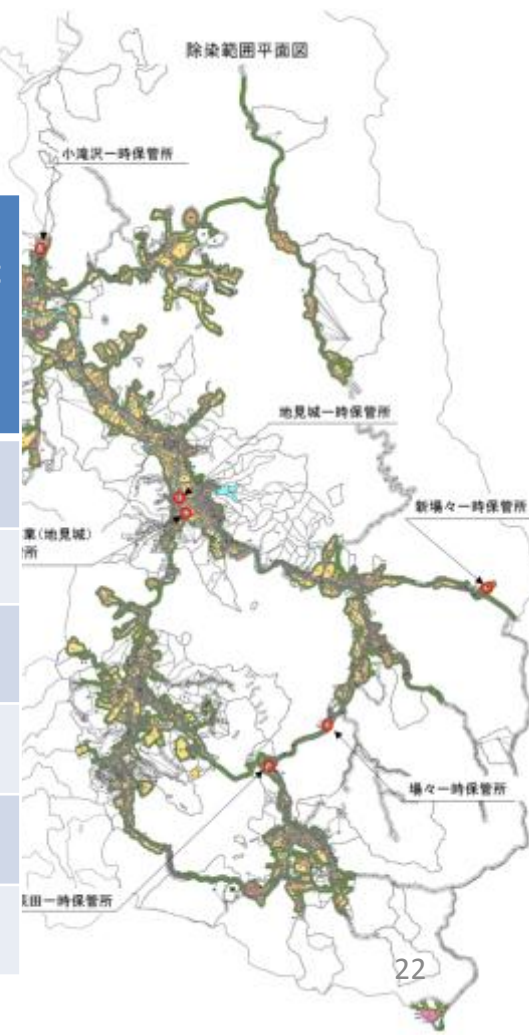 除染範囲平面図
小滝沢一時保管所
地見城一時保管所
新場々一時保管所
業(地見城)
所
場々一時保管所
田一時保管所
22